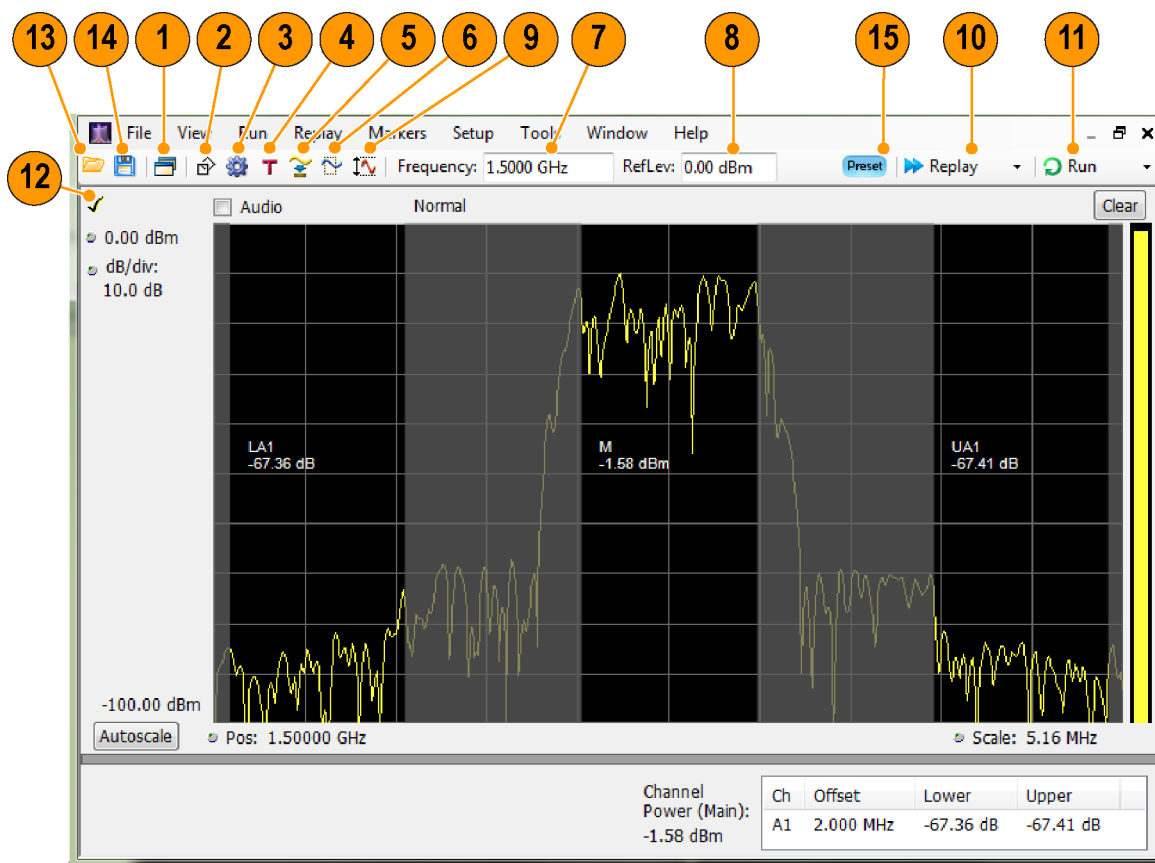 13 14 1 2 3 4 5 6 9 7 8 15 10 11
File View Run Replay Markers Setup Tools Window Help
T Frequency: 1.5000 GHz RefLev: 0.00 dBm Preset Replay Run
12
Audio Normal Clear
0.00 dBm
dB/div:
10.0 dB
LA1
-67.36 dB
M
-1.58 dBm
UA1
-67.41 dB
-100.00 dBm
Autoscale Pos: 1.50000 GHz Scale: 5.16 MHz
Channel
Power (Main):
-1.58 dBm
Ch Offset Lower Upper
A1 2.000 MHz -67.36 dB -67.41 dB